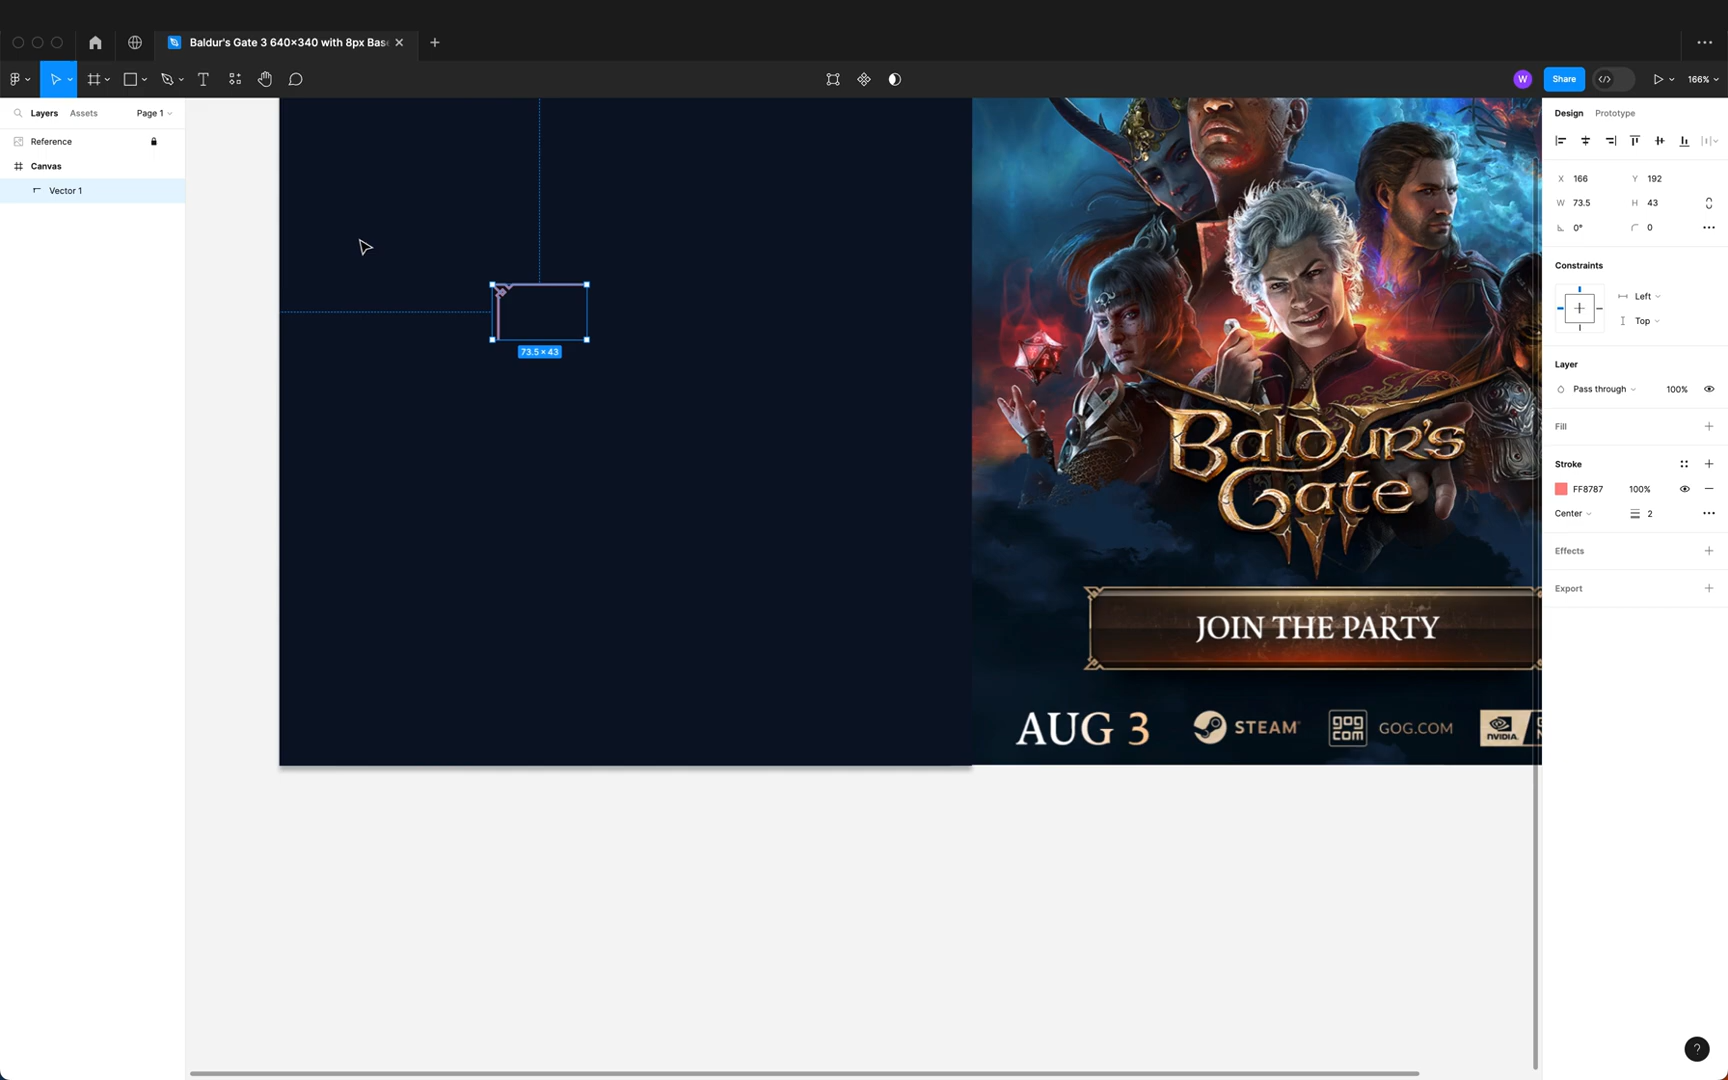 Baldur's Gate 3 640×340 with 8px Bas
W
Share
166%
Layers
Assets
Page 1
Reference
Canvas
Vector 1
73.5 × 43
BALDUR'S
GATE
JOIN THE PARTY
AUG 3
STEAM
gog
com
GOG.COM
NVIDIA
Design
Prototype
X 166
Y 192
W 73.5
H 43
0°
0
Constraints
Left
Top
Layer
Pass through
100%
Fill
Stroke
FF8787
100%
Center
2
Effects
Export
?